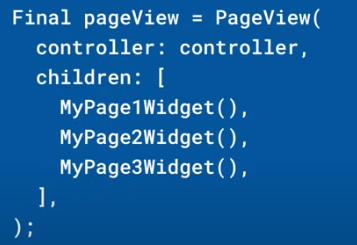 Final pageView = PageView(
  controller: controller,
  children: [
    MyPage1Widget(),
    MyPage2Widget(),
    MyPage3Widget(),
  ],
);